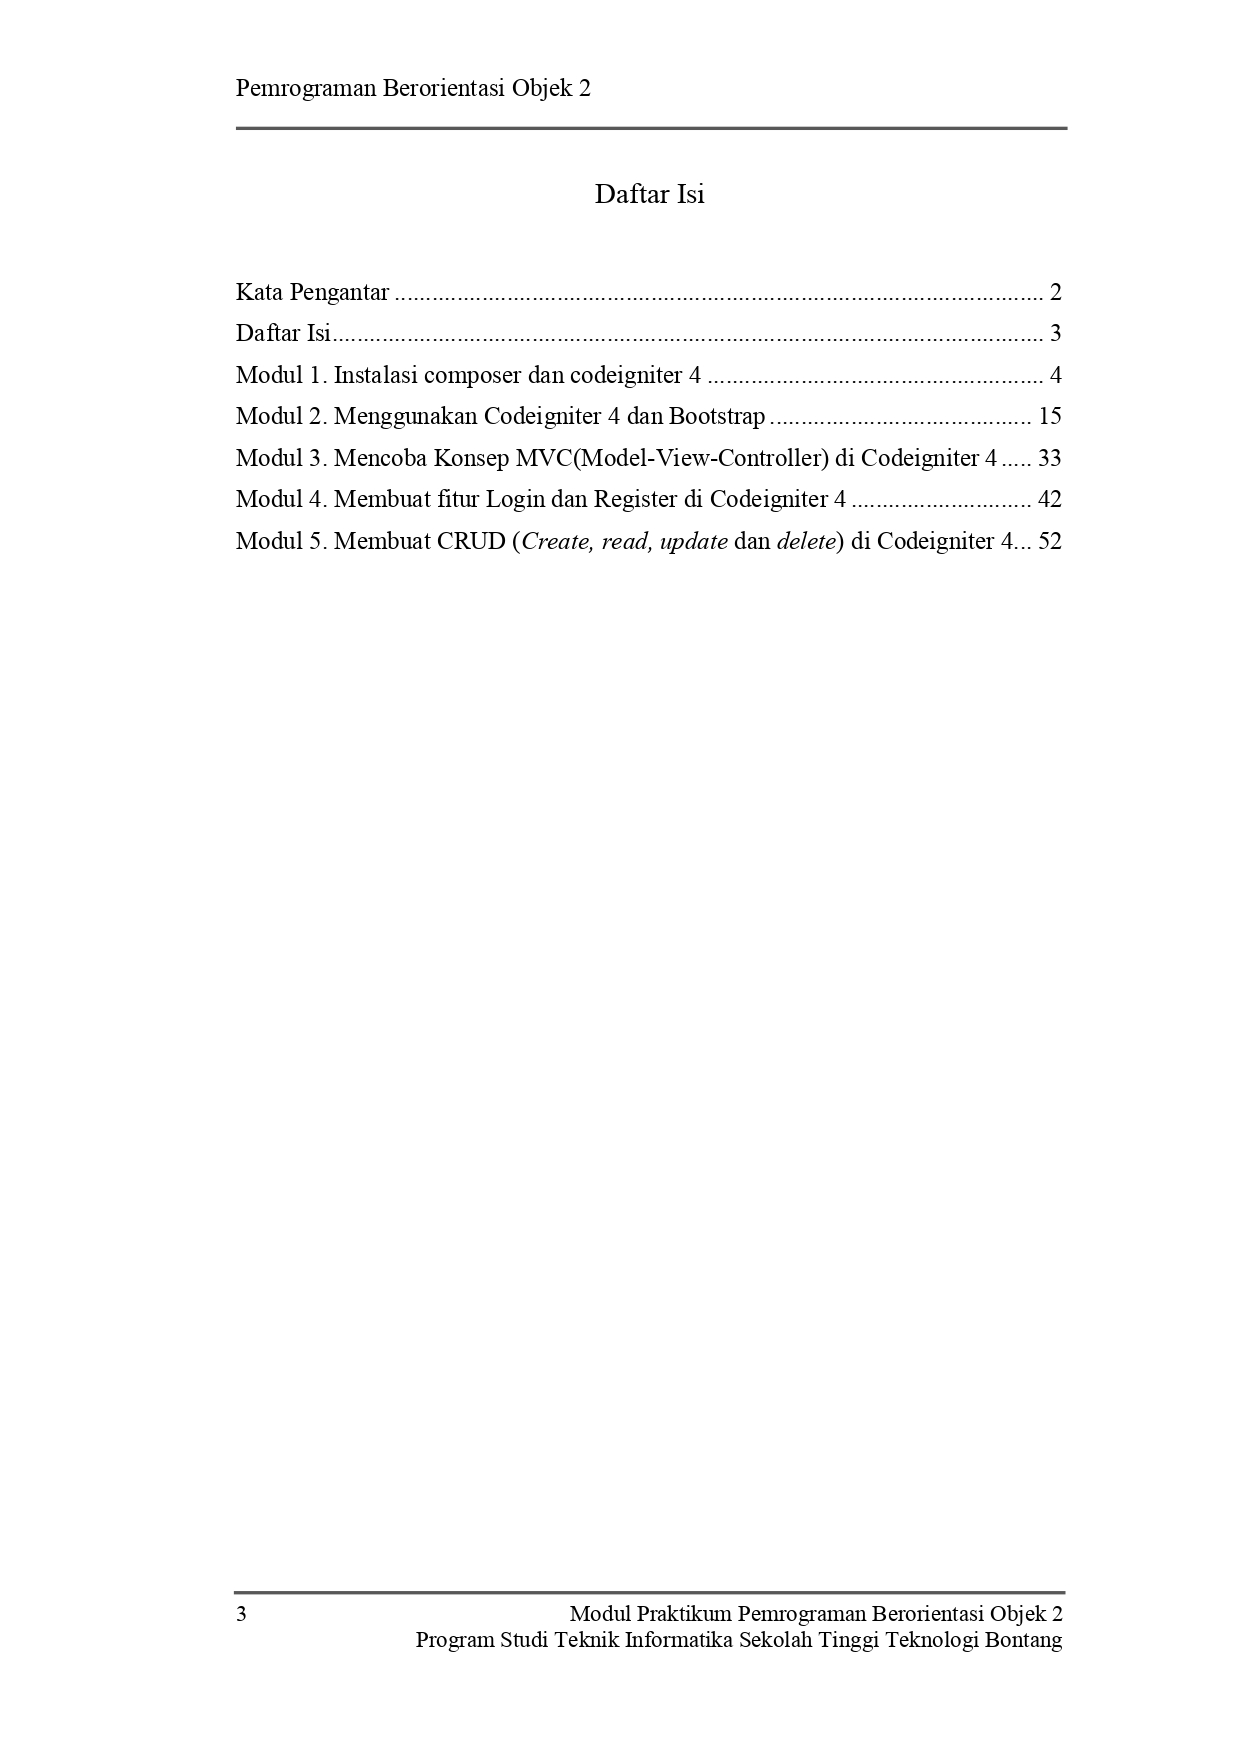 Pemrograman Berorientasi Objek 2
Daftar Isi
Kata Pengantar ........................................................................................................ 2
Daftar Isi.................................................................................................................. 3
Modul 1. Instalasi composer dan codeigniter 4 ...................................................... 4
Modul 2. Menggunakan Codeigniter 4 dan Bootstrap .......................................... 15
Modul 3. Mencoba Konsep MVC(Model-View-Controller) di Codeigniter 4 ..... 33
Modul 4. Membuat fitur Login dan Register di Codeigniter 4 ............................. 42
Modul 5. Membuat CRUD (Create, read, update dan delete) di Codeigniter 4... 52
3 Modul Praktikum Pemrograman Berorientasi Objek 2
Program Studi Teknik Informatika Sekolah Tinggi Teknologi Bontang